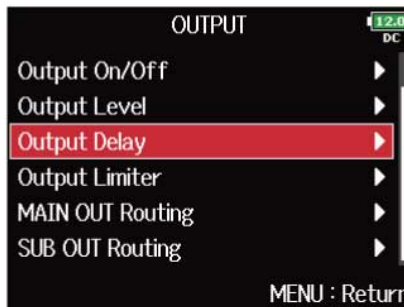 OUTPUT
12.0
DC
Output On/Off
Output Level
Output Delay
Output Limiter
MAIN OUT Routing
SUB OUT Routing
MENU : Return